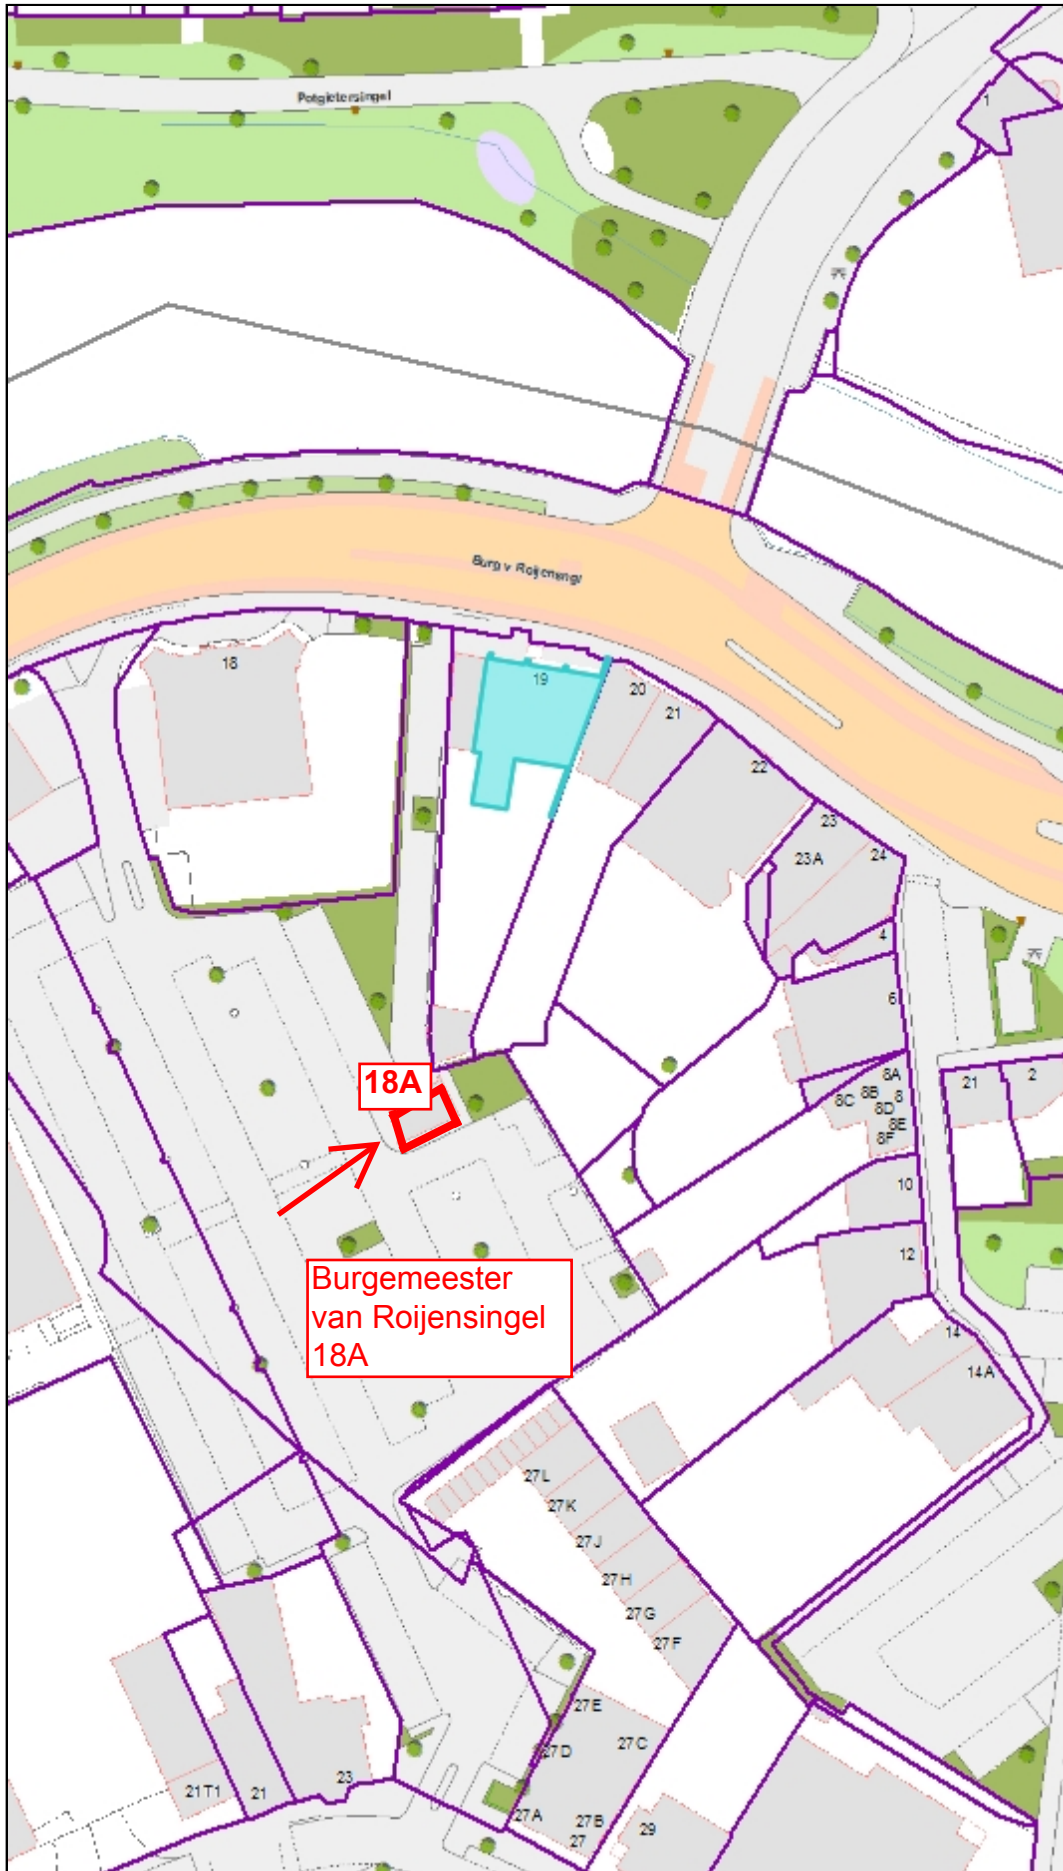 Potgietersingel
1
Burg v Roijensngl
18
19
20
21
22
23
23A
24
4
6
8A
8B
8
8C
8D
8E
8F
21
2
10
12
14
14A
18A
Burgemeester
van Roijensingel
18A
27L
27K
27J
27H
27G
27F
27E
27C
27D
27A
27B
27
29
21T1
21
23